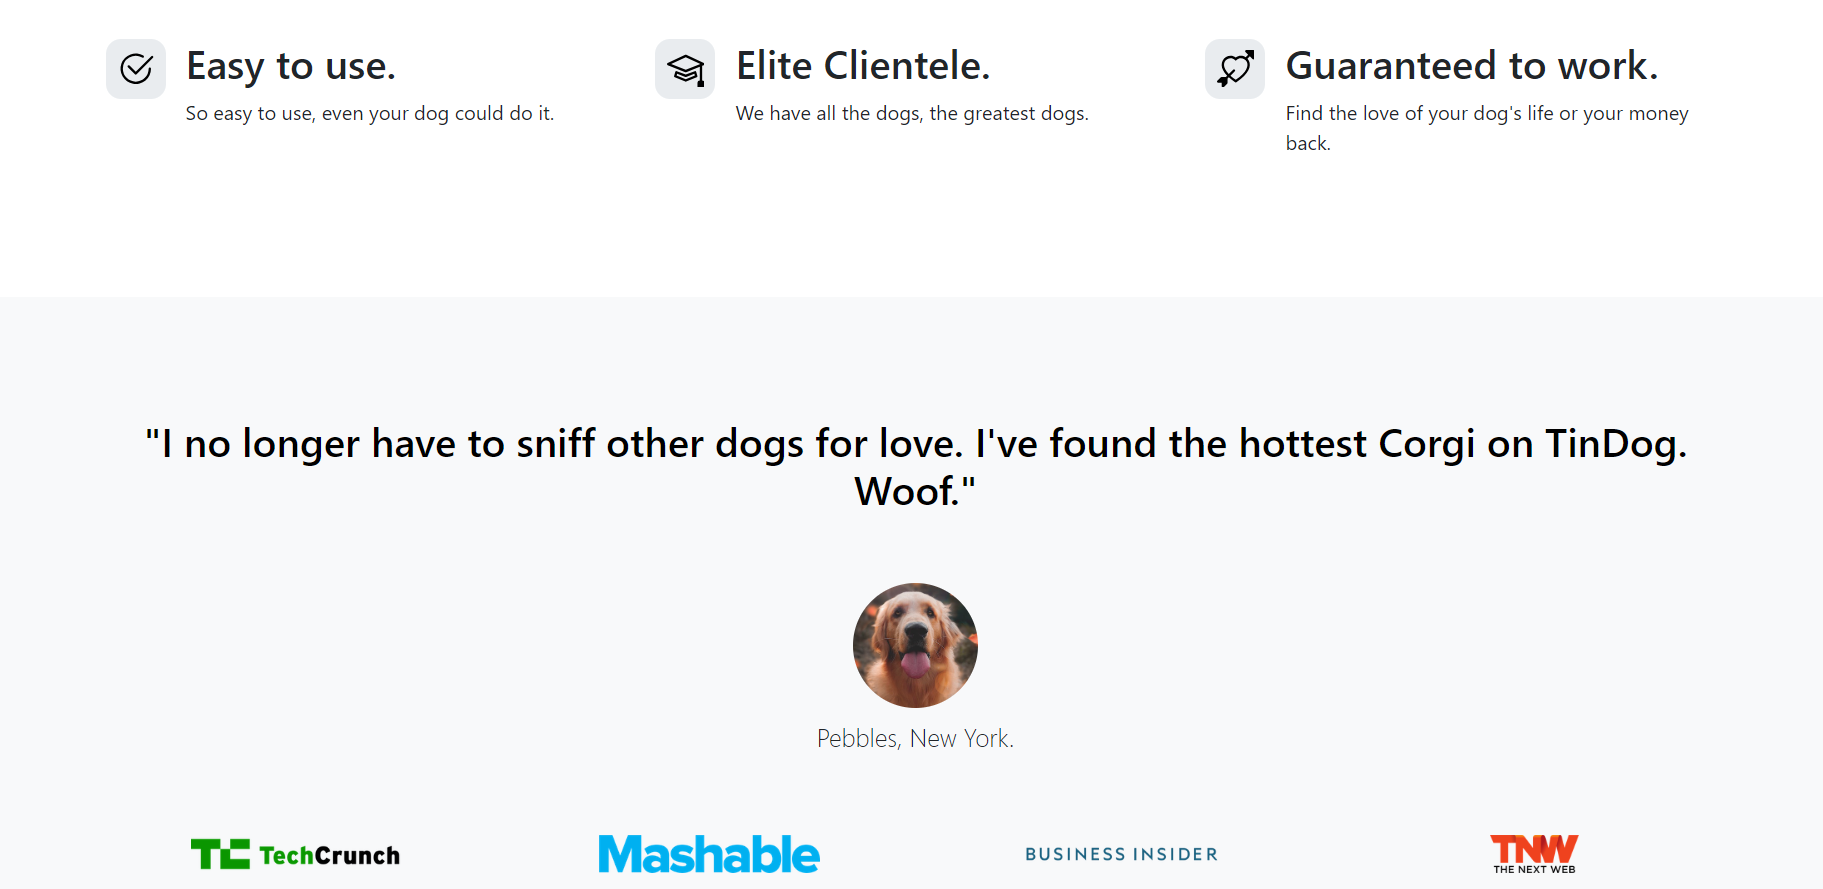 Easy to use.
So easy to use, even your dog could do it.
Elite Clientele.
We have all the dogs, the greatest dogs.
Guaranteed to work.
Find the love of your dog's life or your money
back.
"I no longer have to sniff other dogs for love. I've found the hottest Corgi on TinDog.
Woof."
Pebbles, New York.
TC TechCrunch
Mashable
BUSINESS INSIDER
TNW
THE NEXT WEB